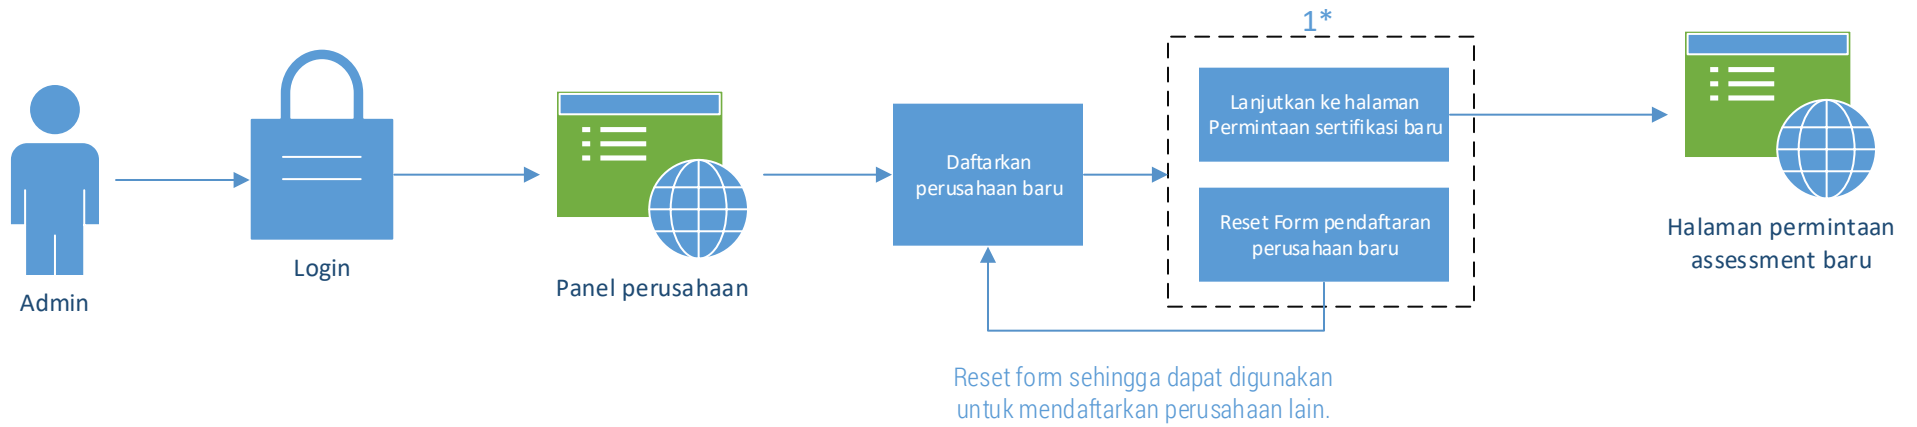 Admin
Login
Panel perusahaan
Daftarkan
perusahaan baru
1*
Lanjutkan ke halaman
Permintaan sertifikasi baru
Reset Form pendaftaran
perusahaan baru
Reset form sehingga dapat digunakan
untuk mendaftarkan perusahaan lain.
Halaman permintaan
assessment baru